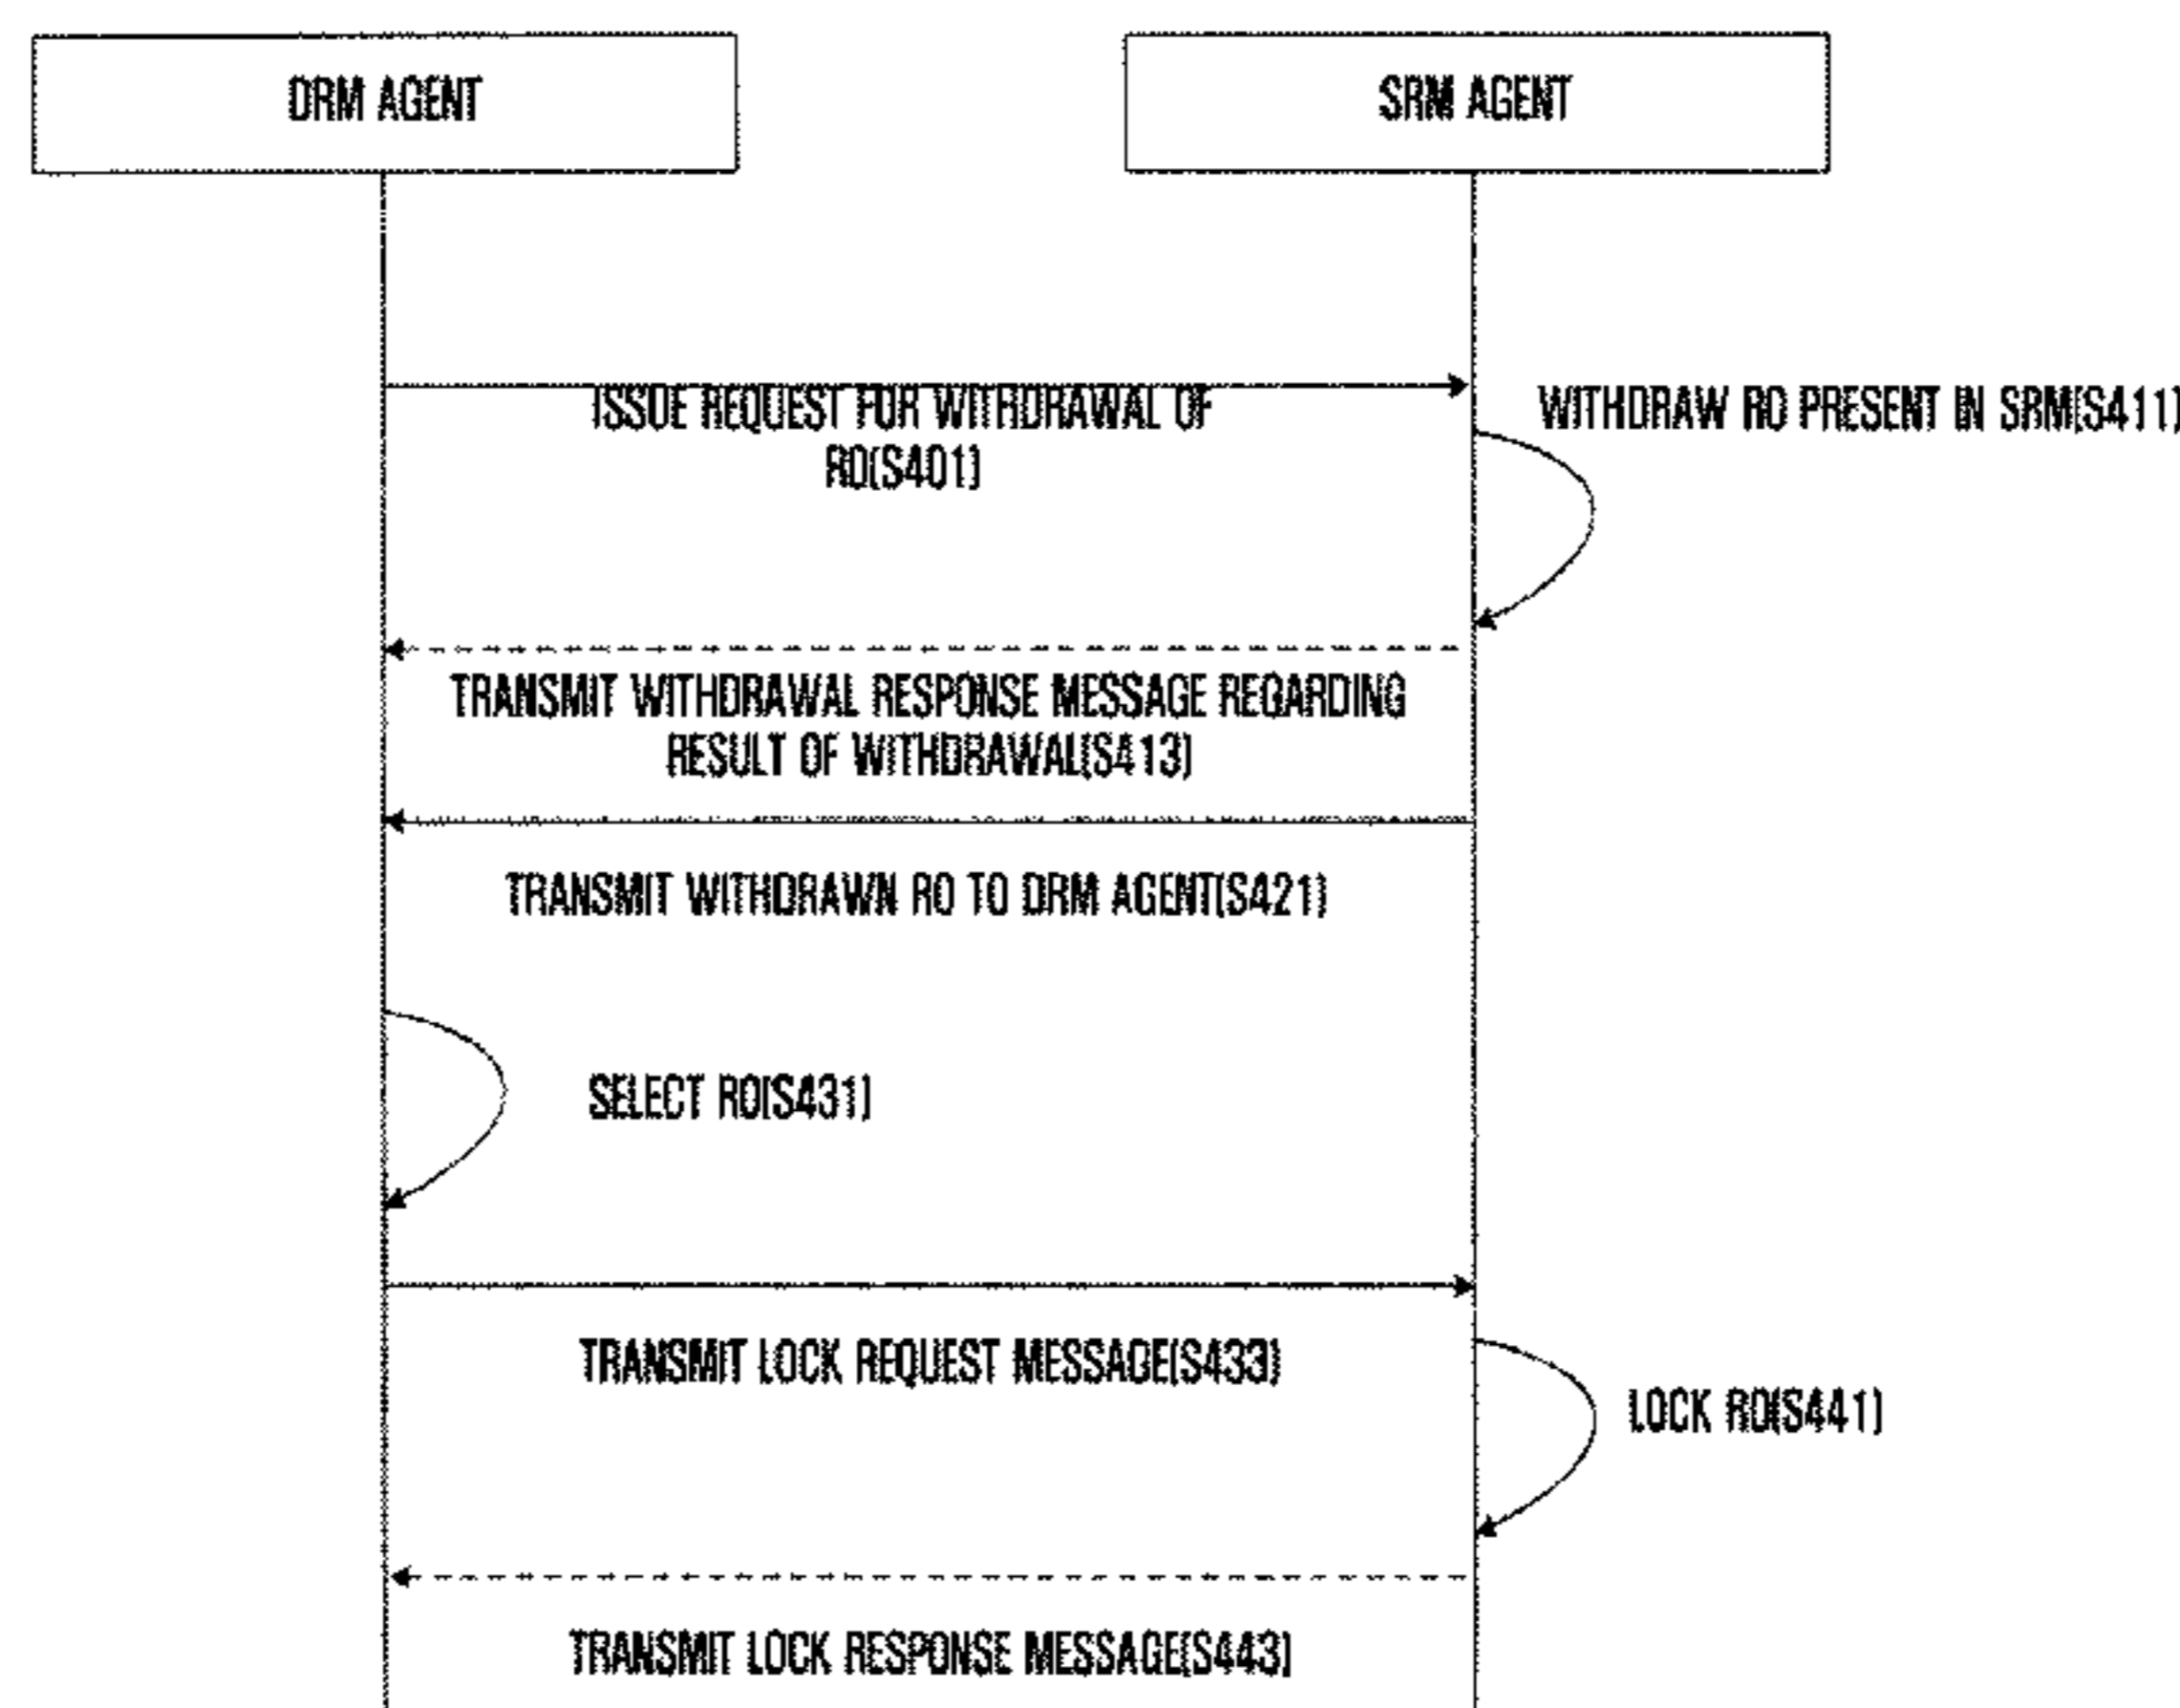 DRM AGENT
SRM AGENT
ISSUE REQUEST FOR WITHDRAWAL OF
RO(S401)
WITHDRAW RO PRESENT IN SRM(S411)
TRANSMIT WITHDRAWAL RESPONSE MESSAGE REGARDING
RESULT OF WITHDRAWAL(S413)
TRANSMIT WITHDRAWN RO TO DRM AGENT(S421)
SELECT RO(S431)
TRANSMIT LOCK REQUEST MESSAGE(S433)
LOCK RO(S441)
TRANSMIT LOCK RESPONSE MESSAGE(S443)